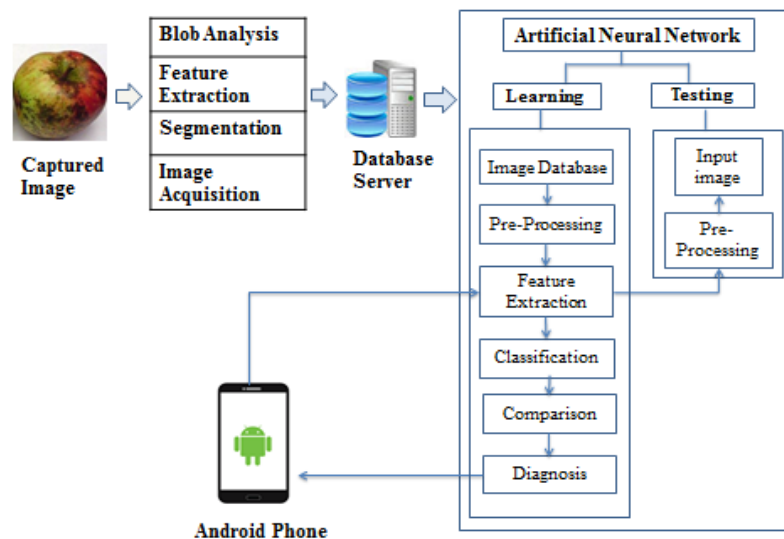 Captured
Image
Blob Analysis
Feature
Extraction
Segmentation
Image
Acquisition
Database
Server
Artificial Neural Network
Learning
Testing
Image Database
Pre-Processing
Feature
Extraction
Classification
Comparison
Diagnosis
Input
image
Pre-
Processing
Android Phone